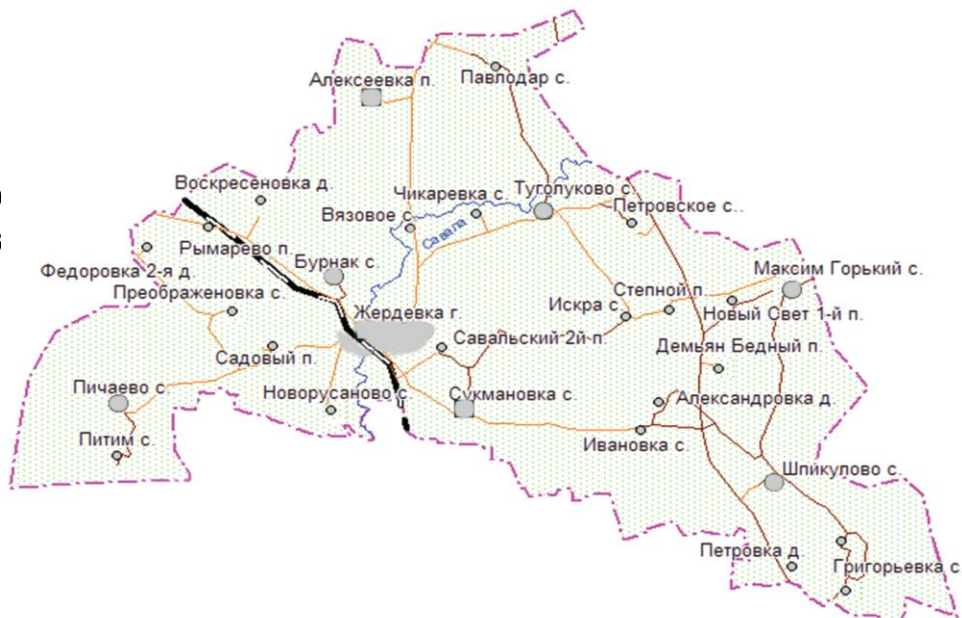 Алексеевка п.
Павлодар с.
Воскресеновка д.
Чикаревка с.
Туголуково с.
Вязовое с.
Савала
Петровское с..
Рымарево п.
Бурнак с.
Федоровка 2-я д.
Максим Горький с.
Преображеновка с.
Степной п.
Искра с.
Новый Свет 1-й п.
Жердевка г.
Савальский 2й п.
Демьян Бедный п.
Садовый п.
Пичаево с.
Новорусаново с.
Сукмановка с.
Александровка д.
Питим с.
Ивановка с.
Шпикулово с.
Петровка д.
Григорьевка с